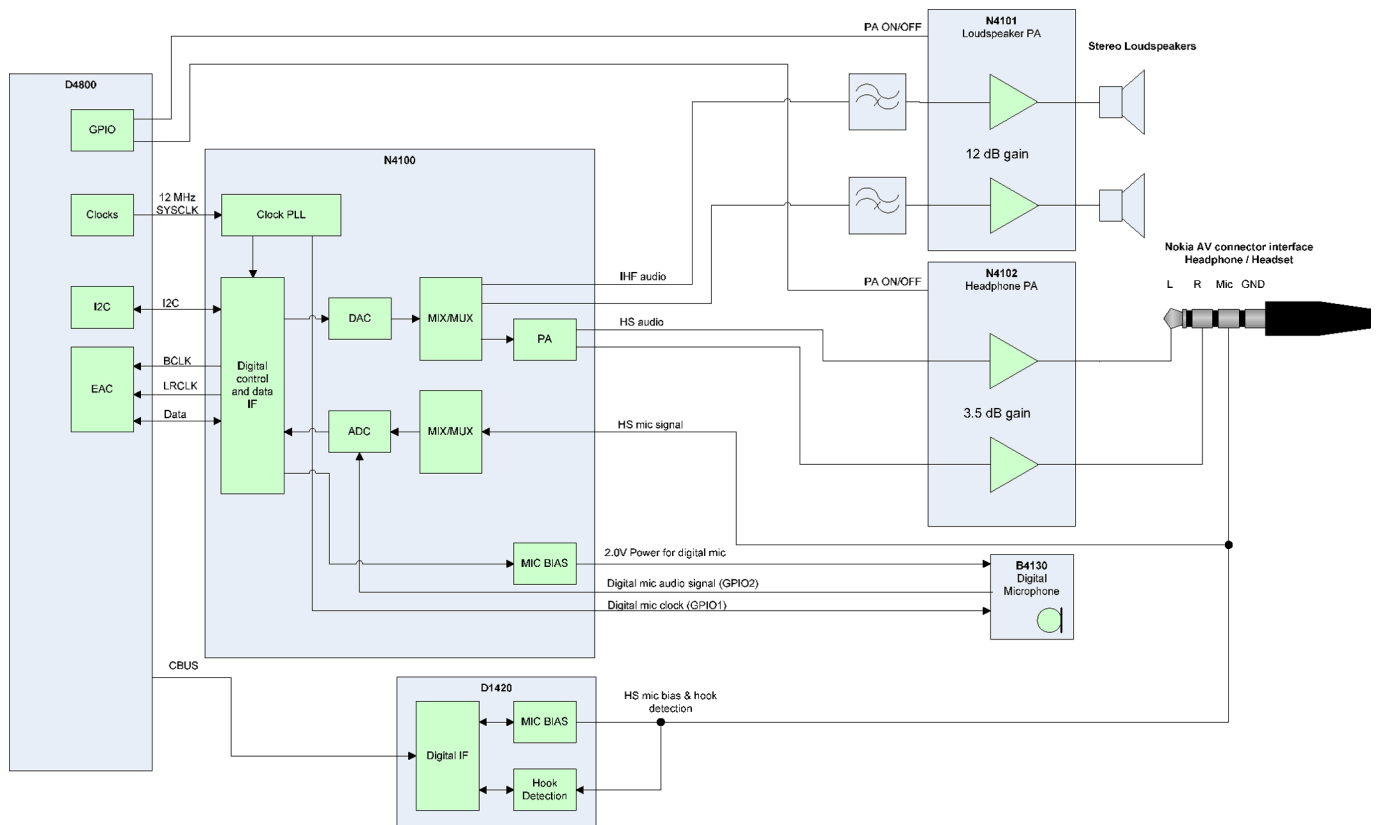 PA ON/OFF
N4101
Loudspeaker PA
Stereo Loudspeakers
D4800
GPIO
N4100
12 dB gain
12 MHz
SYSCLK
Clocks
Clock PLL
Nokia AV connector interface
Headphone / Headset
IHF audio
PA ON/OFF
N4102
Headphone PA
L R Mic GND
I2C
I2C
DAC
MIX/MUX
HS audio
PA
BCLK
EAC
LRCLK
Data
Digital
control
and data
IF
3.5 dB gain
ADC
MIX/MUX
HS mic signal
MIC BIAS
2.0V Power for digital mic
B4130
Digital
Microphone
Digital mic audio signal (GPIO2)
Digital mic clock (GPIO1)
CBUS
D1420
HS mic bias & hook
detection
MIC BIAS
Digital IF
Hook
Detection